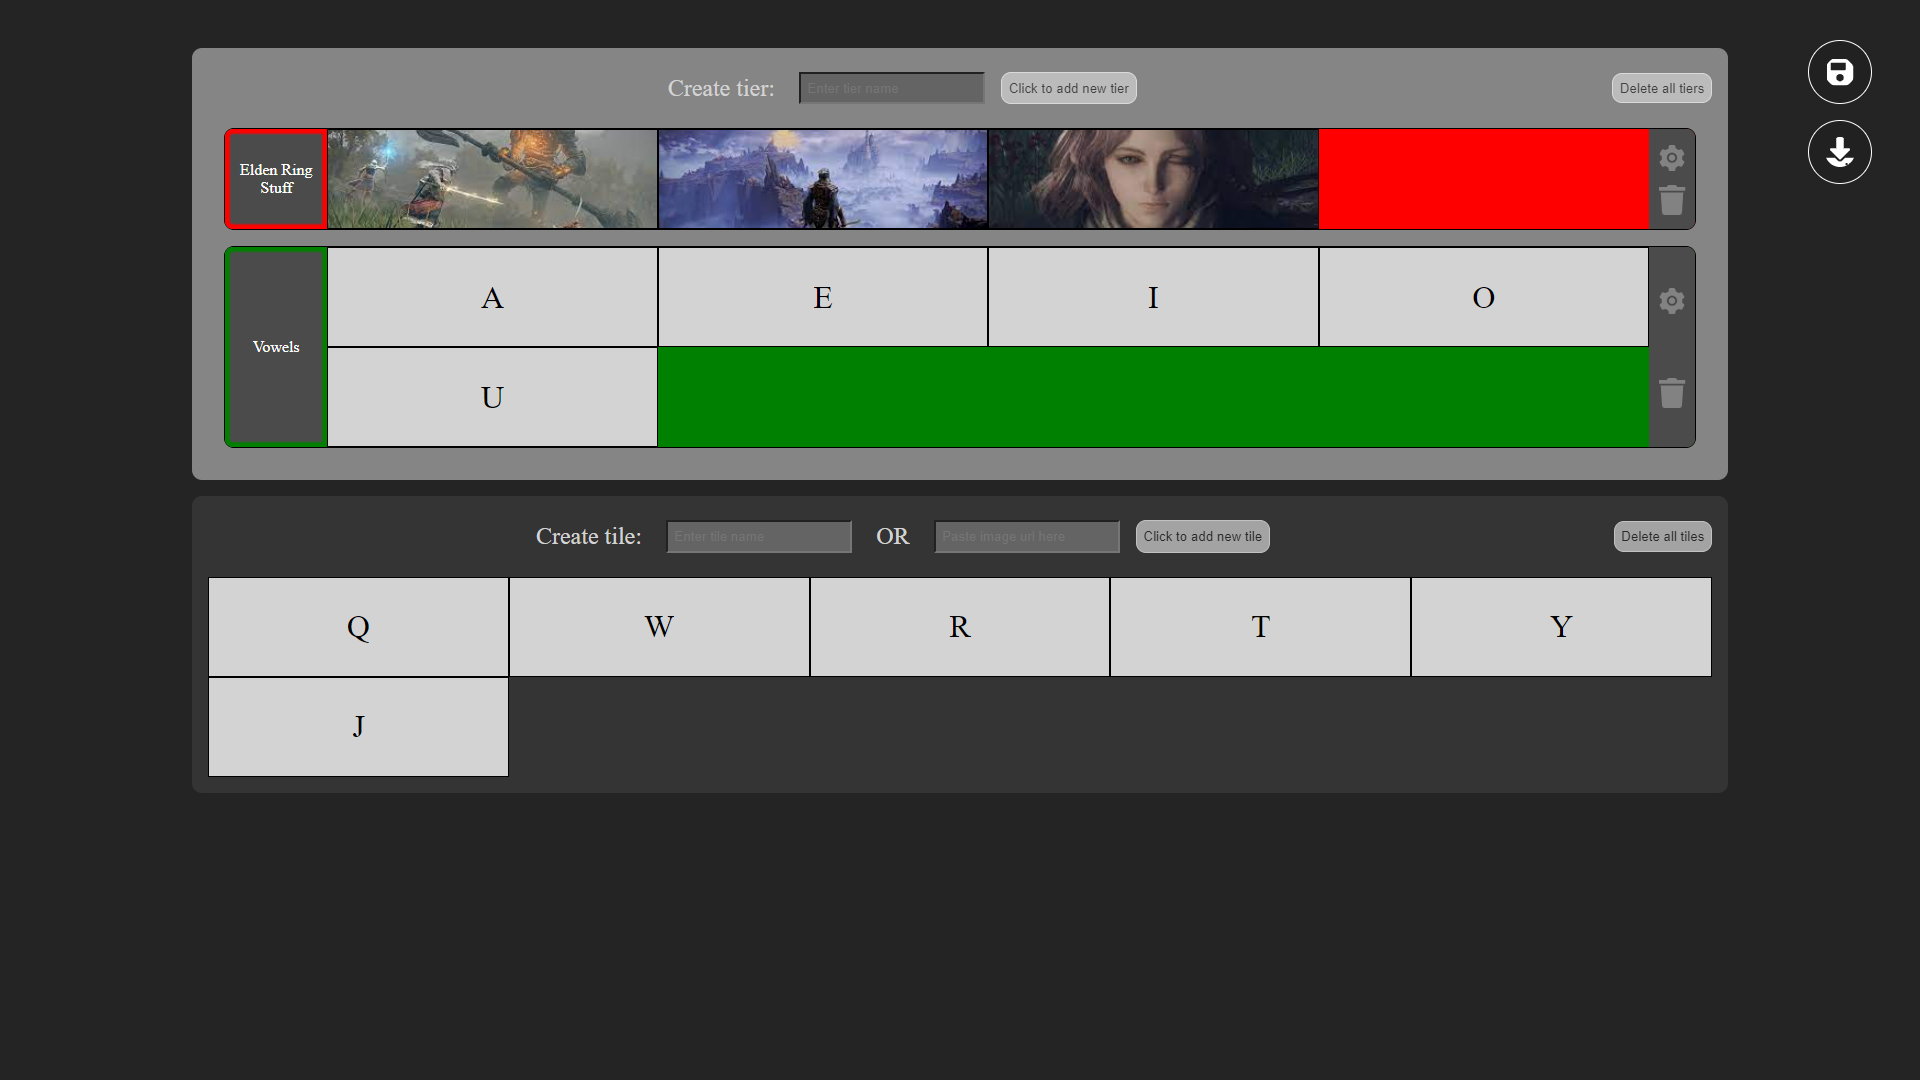 Create tier:
Enter tier name
Click to add new tier
Delete all tiers
Elden Ring
Stuff
Vowels
A
E
I
O
U
Create tile:
Enter tile name
OR
Paste image url here
Click to add new tile
Delete all tiles
Q
W
R
T
Y
J